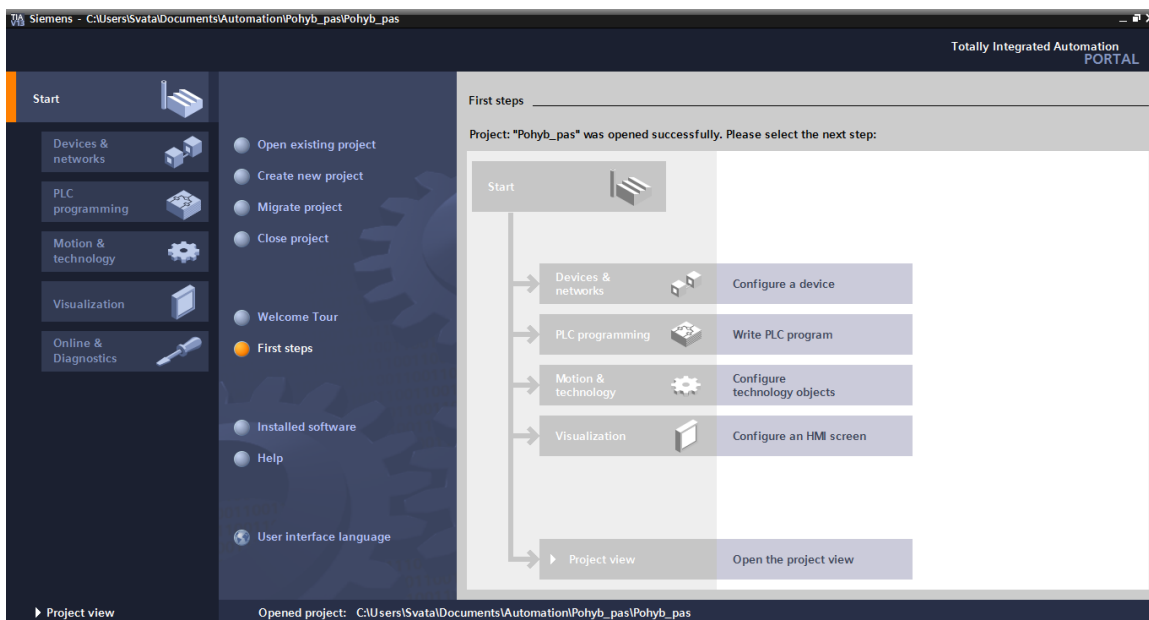 Siemens - C:\Users\Svata\Documents\Automation\Pohyb_pas\Pohyb_pas
Totally Integrated Automation
PORTAL
Start
Devices &
networks
PLC
programming
Motion &
technology
Visualization
Online &
Diagnostics
Open existing project
Create new project
Migrate project
Close project
Welcome Tour
First steps
Installed software
Help
User interface language
First steps
Project: "Pohyb_pas" was opened successfully. Please select the next step:
Start
Devices &
networks
Configure a device
PLC programming
Write PLC program
Motion &
technology
Configure
technology objects
Visualization
Configure an HMI screen
Project view
Open the project view
Project view
Opened project: C:\Users\Svata\Documents\Automation\Pohyb_pas\Pohyb_pas